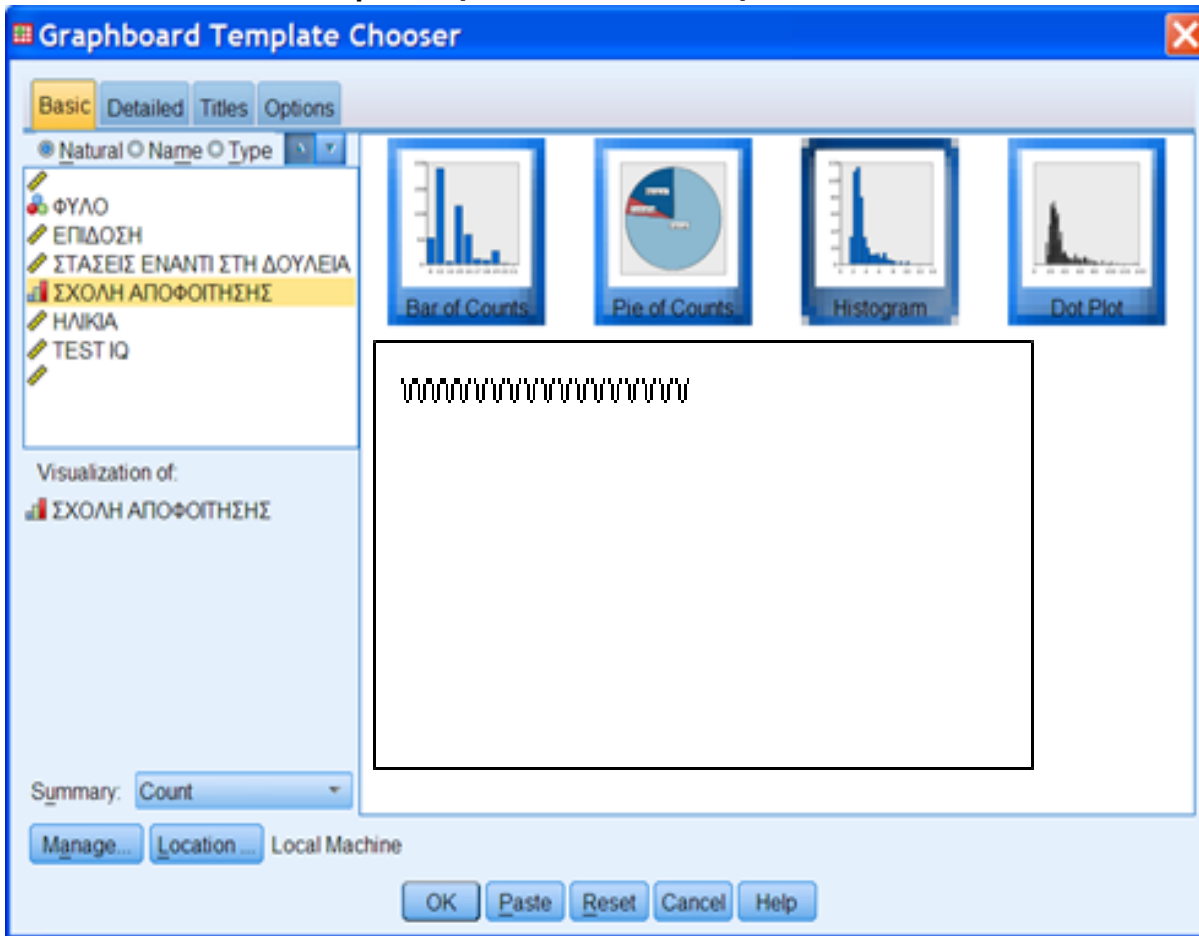 Graphboard Template Chooser
Basic Detailed Titles Options
Natural Name Type
ΦΥΛΟ
ΕΠΙΔΟΣΗ
ΣΤΑΣΕΙΣ ΕΝΑΝΤΙ ΣΤΗ ΔΟΥΛΕΙΑ
ΣΧΟΛΗ ΑΠΟΦΟΙΤΗΣΗΣ
ΗΛΙΚΙΑ
TEST IQ
Bar of Counts
Pie of Counts
Histogram
Dot Plot
Visualization of:
ΣΧΟΛΗ ΑΠΟΦΟΙΤΗΣΗΣ
Summary: Count
Manage... Location ... Local Machine
OK Paste Reset Cancel Help